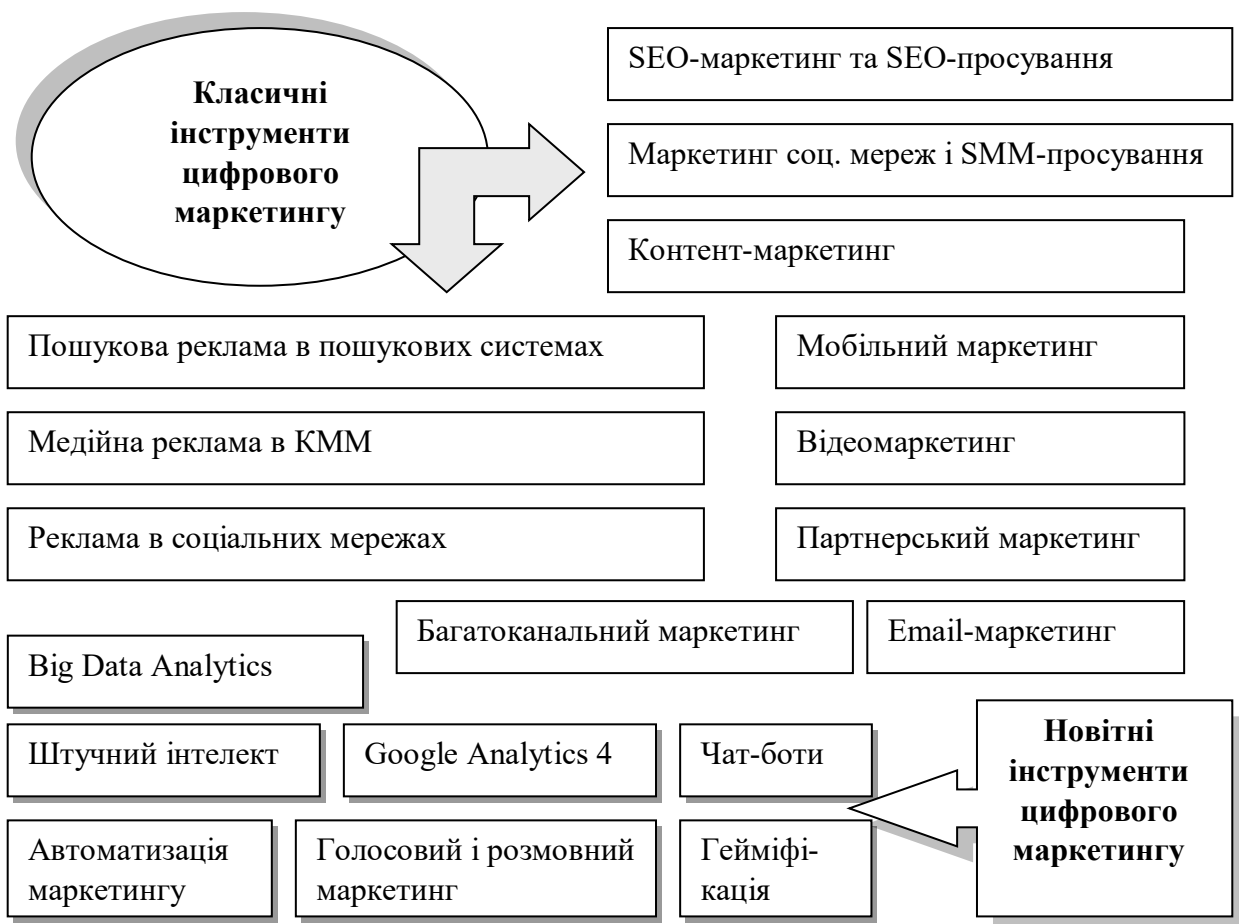 Класичні
інструменти
цифрового
маркетингу
SEO-маркетинг та SEO-просування
Маркетинг соц. мереж і SMM-просування
Контент-маркетинг
Пошукова реклама в пошукових системах
Мобільний маркетинг
Медійна реклама в КММ
Відеомаркетинг
Реклама в соціальних мережах
Партнерський маркетинг
Багатоканальний маркетинг
Email-маркетинг
Big Data Analytics
Штучний інтелект
Google Analytics 4
Чат-боти
Новітні
інструменти
цифрового
маркетингу
Автоматизація
маркетингу
Голосовий і розмовний
маркетинг
Гейміфі-
кація